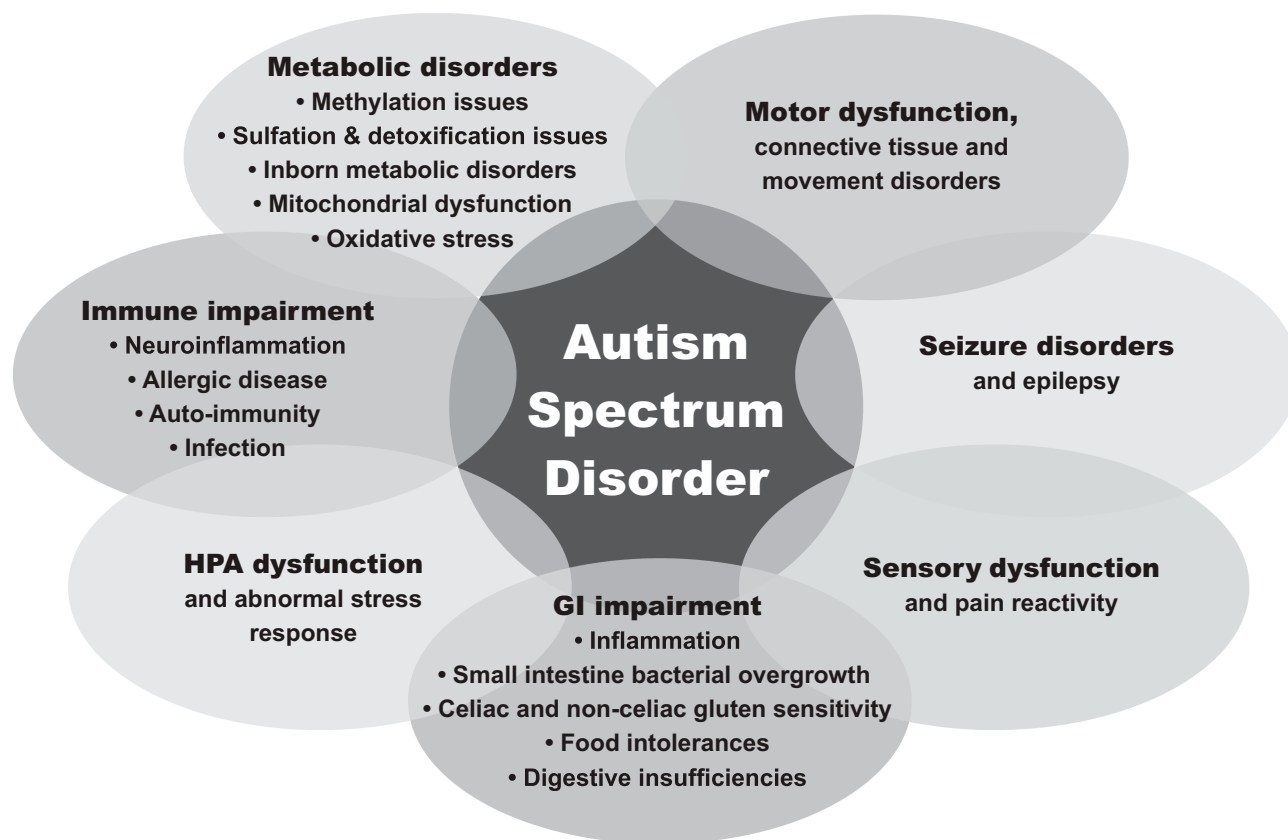 Metabolic disorders
• Methylation issues
• Sulfation & detoxification issues
• Inborn metabolic disorders
• Mitochondrial dysfunction
• Oxidative stress
Motor dysfunction,
connective tissue and
movement disorders
Immune impairment
• Neuroinflammation
• Allergic disease
• Auto-immunity
• Infection
Autism
Spectrum
Disorder
Seizure disorders
and epilepsy
HPA dysfunction
and abnormal stress
response
GI impairment
• Inflammation
• Small intestine bacterial overgrowth
• Celiac and non-celiac gluten sensitivity
• Food intolerances
• Digestive insufficiencies
Sensory dysfunction
and pain reactivity